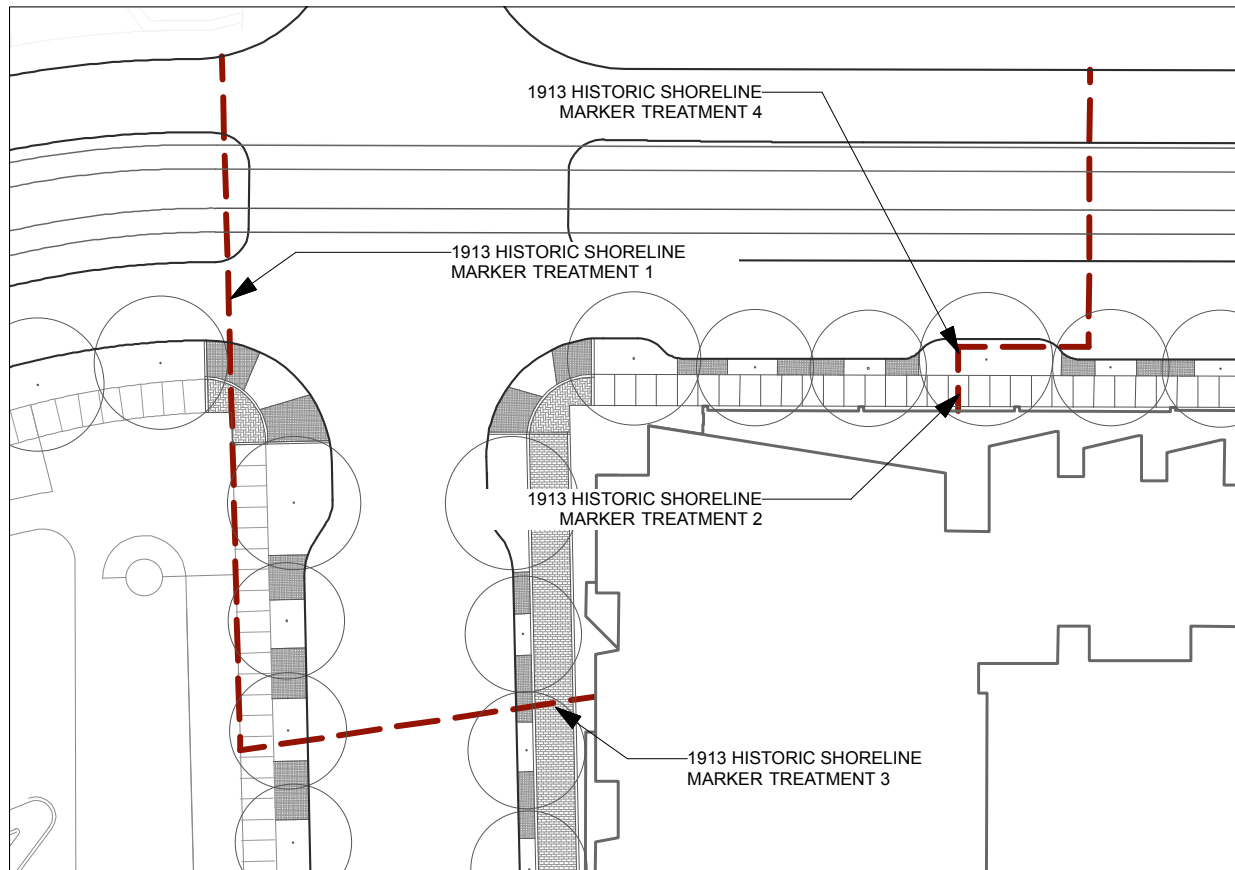 1913 HISTORIC SHORELINE
MARKER TREATMENT 4
1913 HISTORIC SHORELINE
MARKER TREATMENT 1
1913 HISTORIC SHORELINE
MARKER TREATMENT 2
1913 HISTORIC SHORELINE
MARKER TREATMENT 3